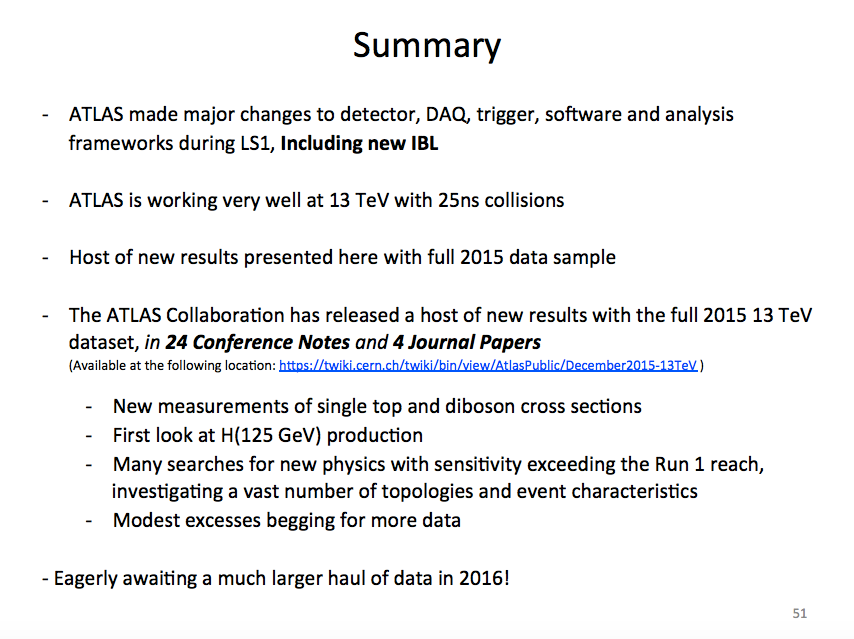 Summary
- ATLAS made major changes to detector, DAQ, trigger, software and analysis
frameworks during LS1, Including new IBL
- ATLAS is working very well at 13 TeV with 25ns collisions
- Host of new results presented here with full 2015 data sample
- The ATLAS Collaboration has released a host of new results with the full 2015 13 TeV
dataset, in 24 Conference Notes and 4 Journal Papers
(Available at the following location: https://twiki.cern.ch/twiki/bin/view/AtlasPublic/December2015-13TeV )
- New measurements of single top and diboson cross sections
- First look at H(125 GeV) production
- Many searches for new physics with sensitivity exceeding the Run 1 reach,
investigating a vast number of topologies and event characteristics
- Modest excesses begging for more data
- Eagerly awaiting a much larger haul of data in 2016!
51